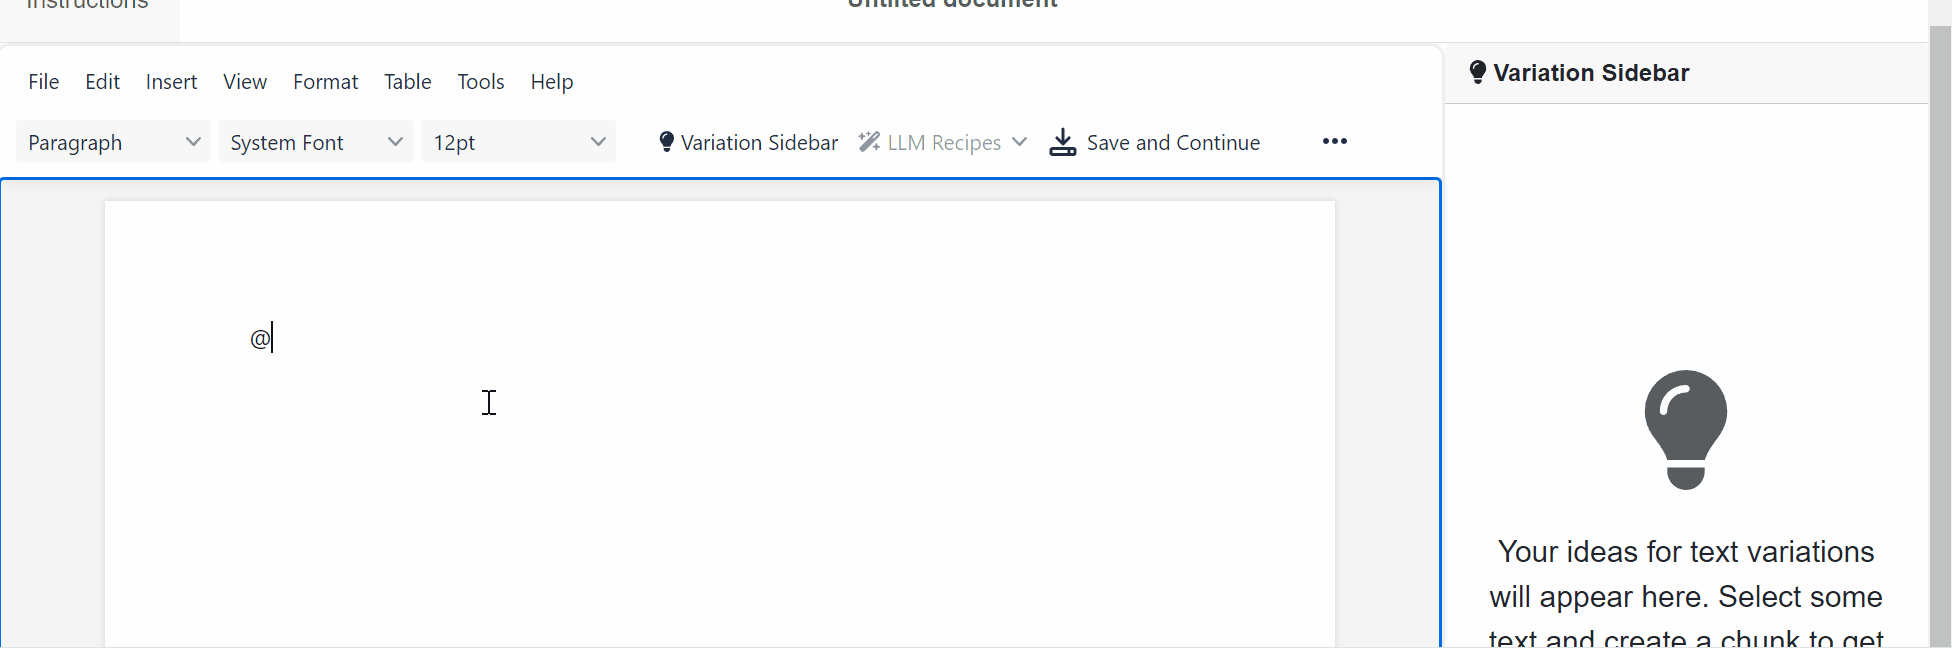 Instructions
Untitled document
File Edit Insert View Format Table Tools Help
Variation Sidebar
Paragraph System Font 12pt Variation Sidebar LLM Recipes Save and Continue
@
Your ideas for text variations
will appear here. Select some
text and create a chunk to get